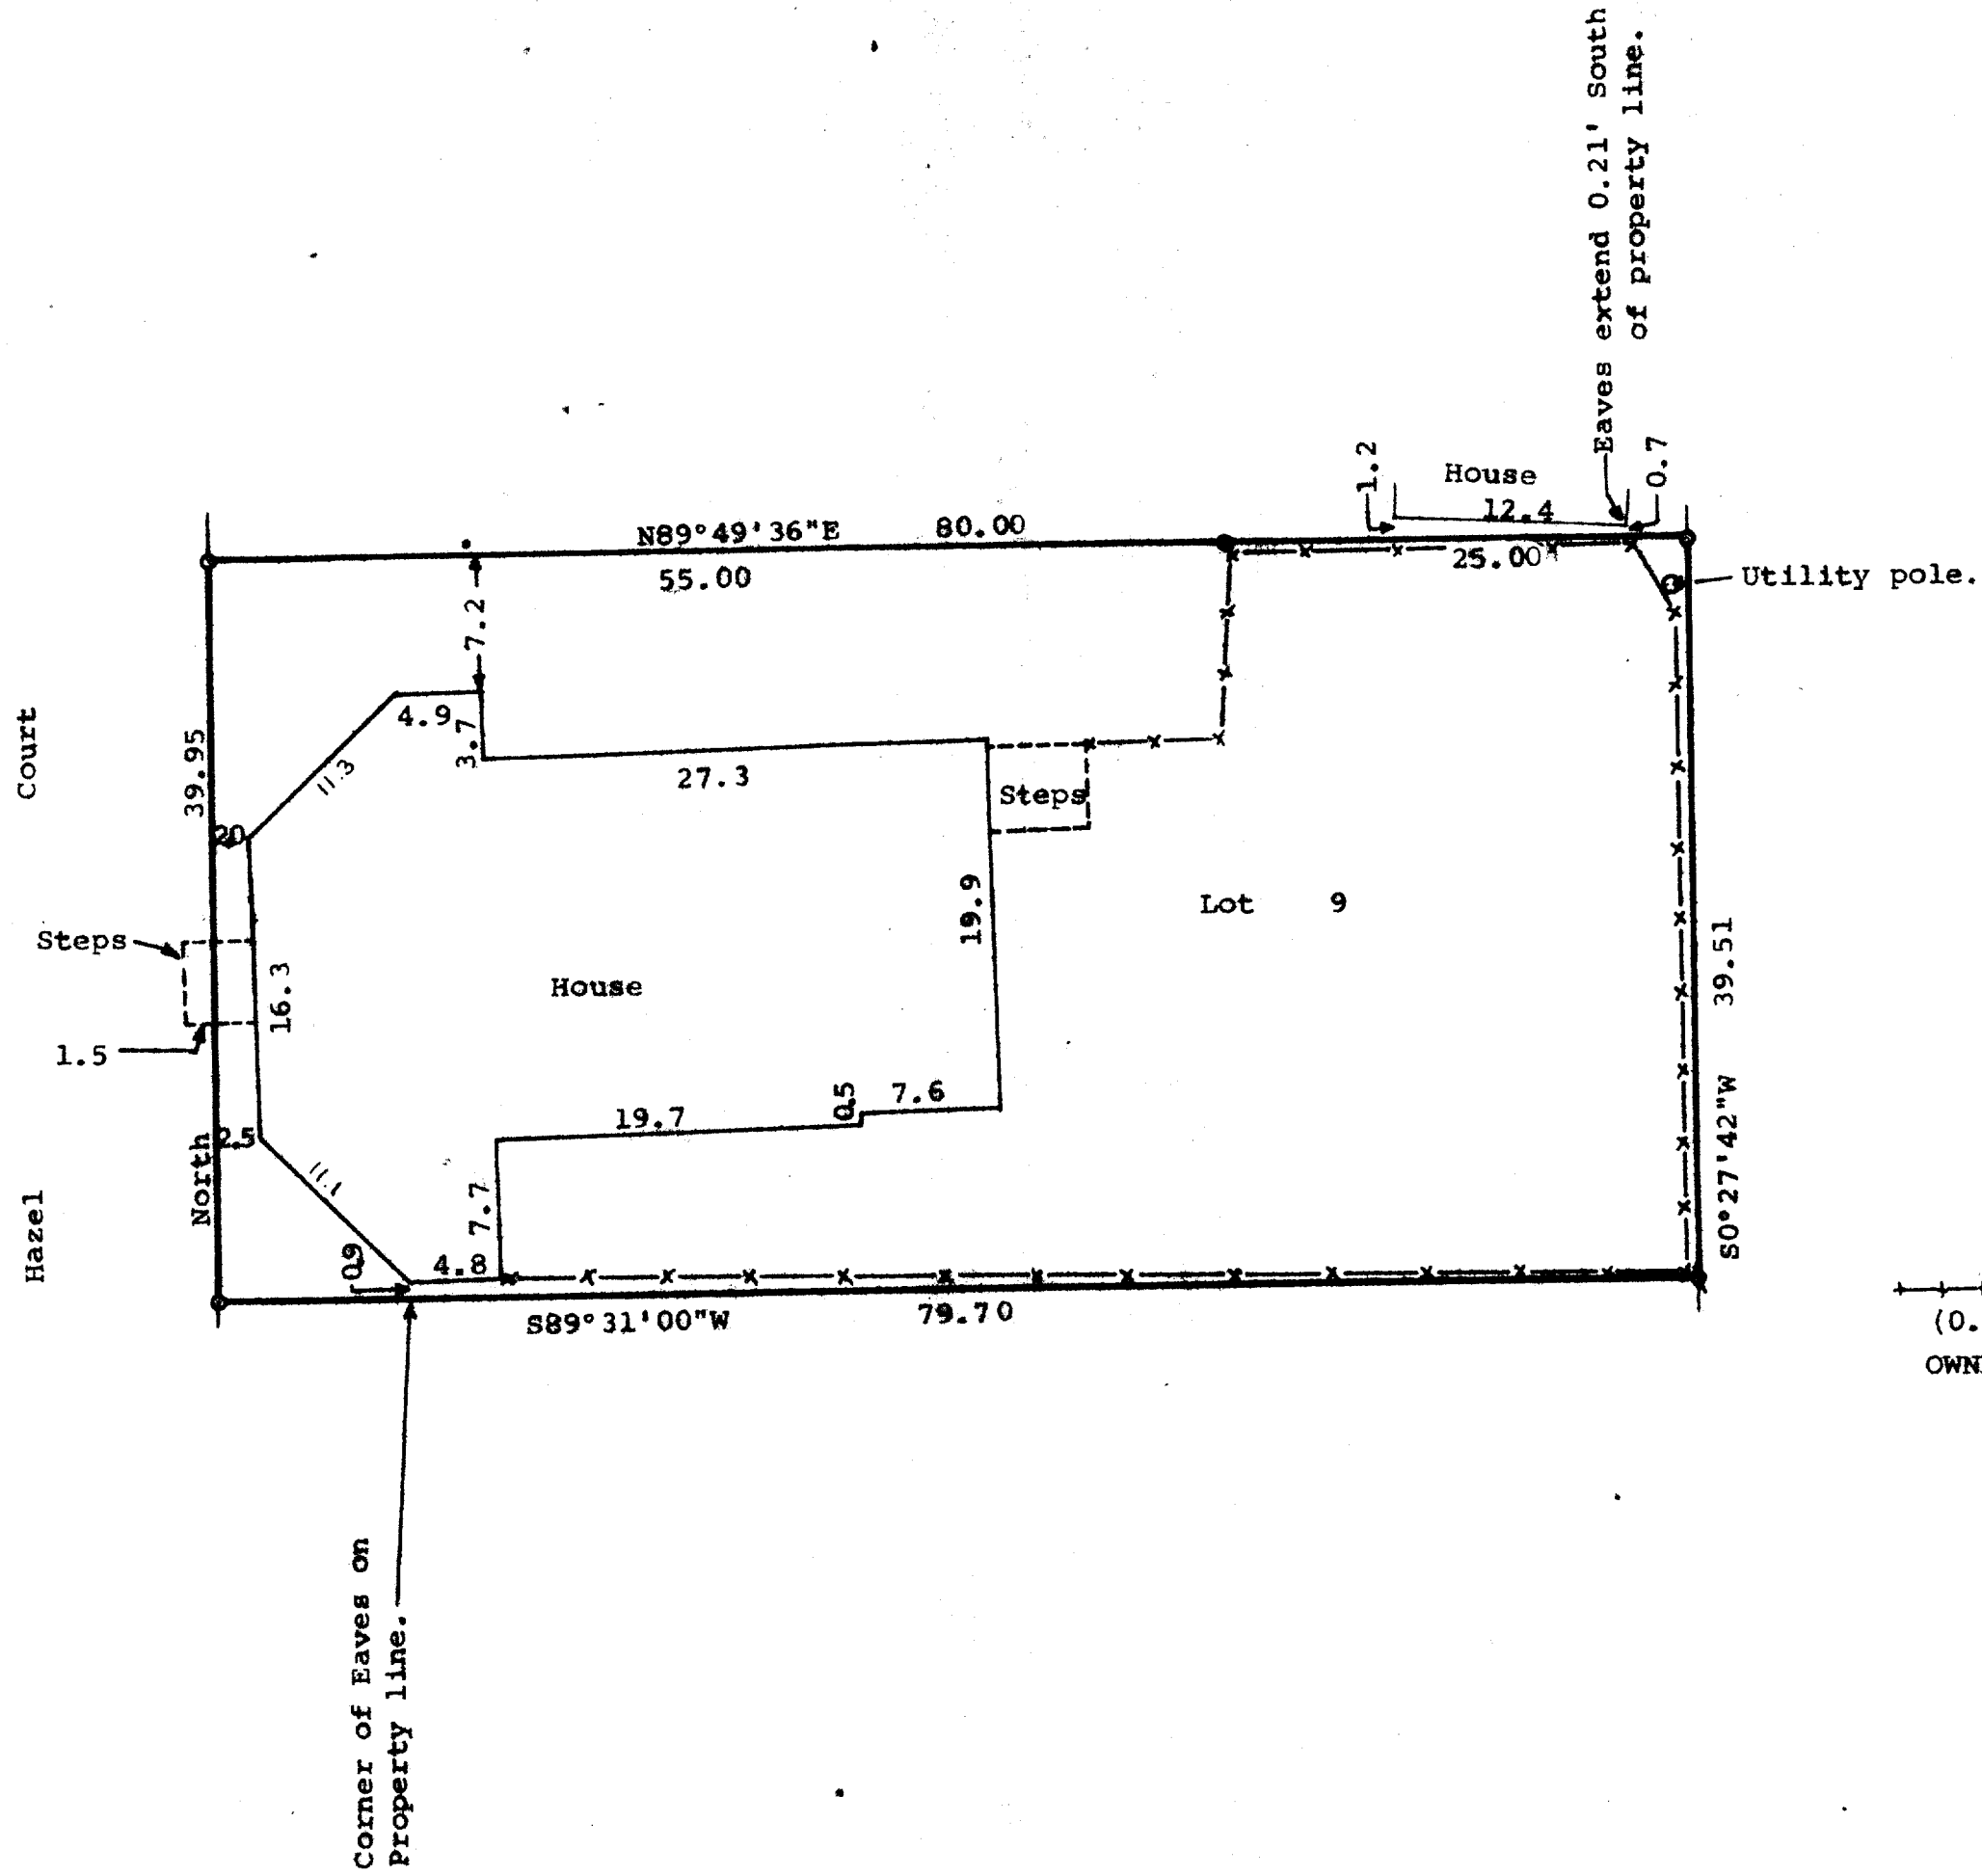 Eaves extend 0.21' South
of property line.
1.2
House
0.7
12.4
N89°49'36"E 80.00
55.00
25.00
Utility pole.
7.2
4.9
3.7
11.3
27.3
Steps
Court
39.95
2.0
19.9
Lot 9
Steps
16.3
House
39.51
1.5
19.7
0.5
7.6
2.5
North
11.1
7.7
S0°27'42"W
Hazel
0.9
4.8
S89°31'00"W
79.70
(0.
OWN
Corner of Eaves on
Property line.